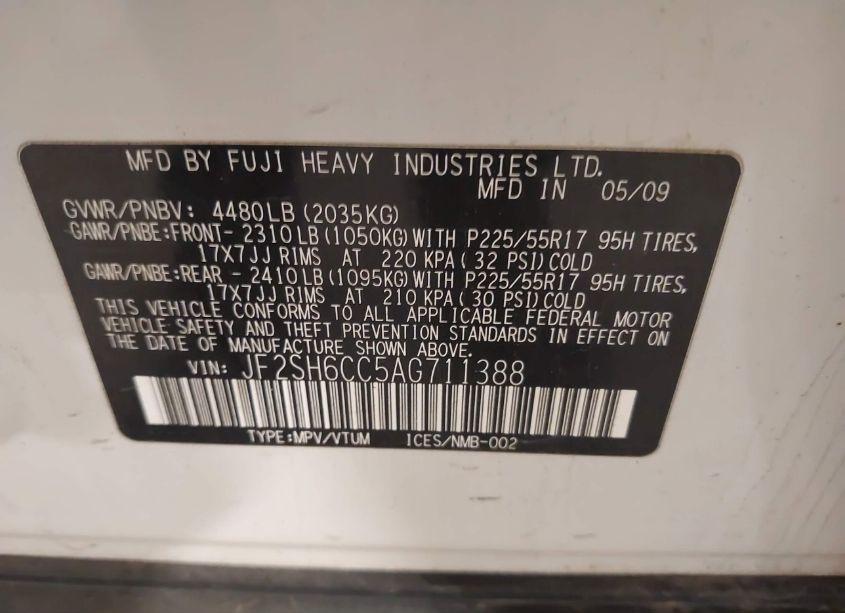 MFD BY FUJI HEAVY INDUSTRIES LTD.
MFD IN 05/09
GVWR/PNBV: 4480LB (2035KG)
GAWR/PNBE:FRONT- 2310LB (1050KG) WITH P225/55R17 95H TIRES,
17X7JJ RIMS AT 220 KPA ( 32 PSI) COLD
GAWR/PNBE:REAR - 2410LB (1095KG) WITH P225/55R17 95H TIRES,
17X7JJ RIMS AT 210 KPA ( 30 PSI) COLD
THIS VEHICLE CONFORMS TO ALL APPLICABLE FEDERAL MOTOR
VEHICLE SAFETY AND THEFT PREVENTION STANDARDS IN EFFECT ON
THE DATE OF MANUFACTURE SHOWN ABOVE.
VIN: JF2SH6CC5AG711388
TYPE:MPV/VTUM ICES/NMB-002